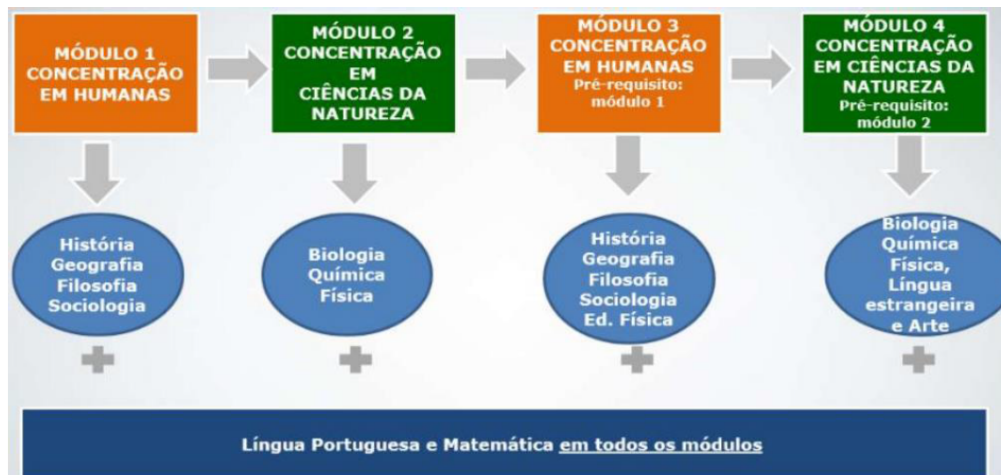 MÓDULO 1
CONCENTRAÇÃO
EM HUMANAS
MÓDULO 2
CONCENTRAÇÃO
EM
CIÊNCIAS DA
NATUREZA
MÓDULO 3
CONCENTRAÇÃO
EM HUMANAS
Pré-requisito:
módulo 1
MÓDULO 4
CONCENTRAÇÃO
EM CIÊNCIAS DA
NATUREZA
Pré-requisito:
módulo 2
História
Geografia
Filosofia
Sociologia
Biologia
Química
Física
História
Geografia
Filosofia
Sociologia
Ed. Física
Biologia
Química
Física,
Língua
estrangeira
e Arte
Língua Portuguesa e Matemática em todos os módulos